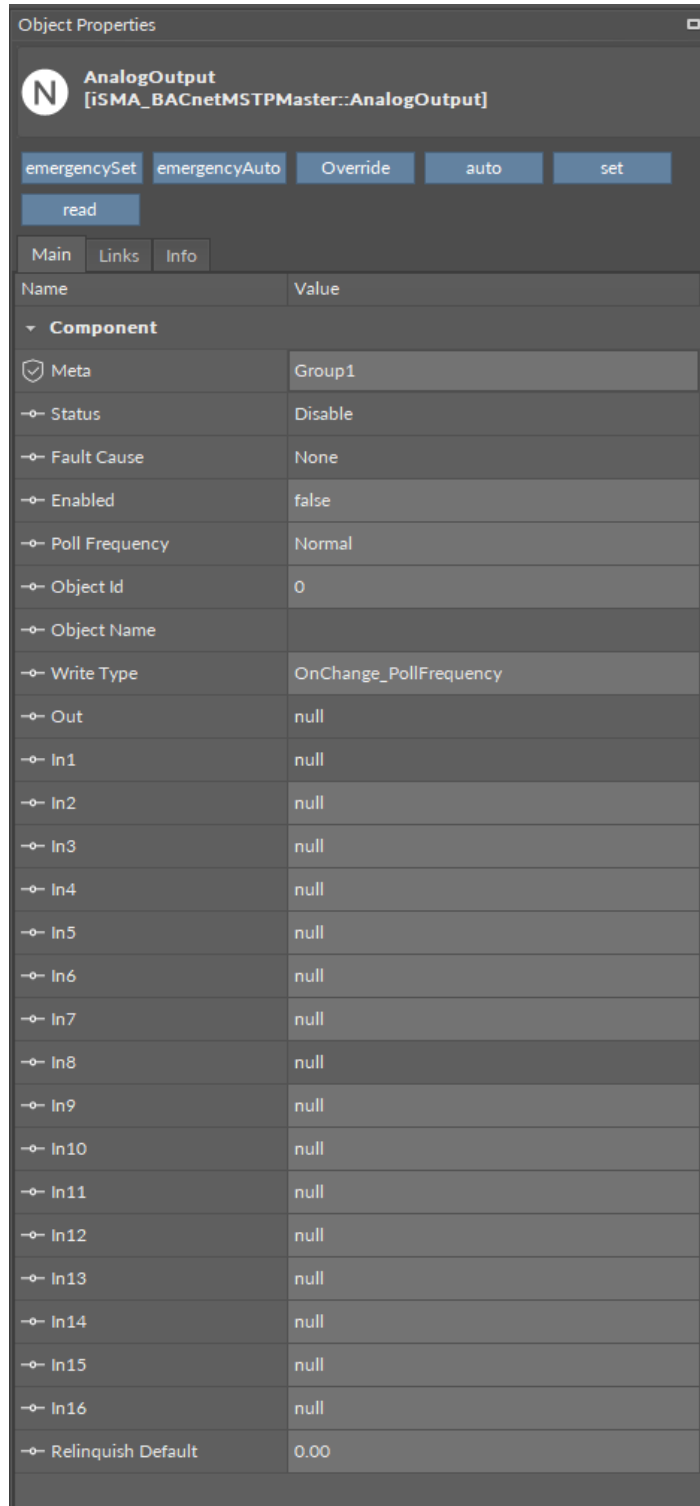 Object Properties
AnalogOutput
[iSMA_BACnetMSTPMaster::AnalogOutput]
emergencySet emergencyAuto Override auto set
read
Main Links Info
Name Value
Component
Meta Group1
Status Disable
Fault Cause None
Enabled false
Poll Frequency Normal
Object Id 0
Object Name
Write Type OnChange_PollFrequency
Out null
In1 null
In2 null
In3 null
In4 null
In5 null
In6 null
In7 null
In8 null
In9 null
In10 null
In11 null
In12 null
In13 null
In14 null
In15 null
In16 null
Relinquish Default 0.00